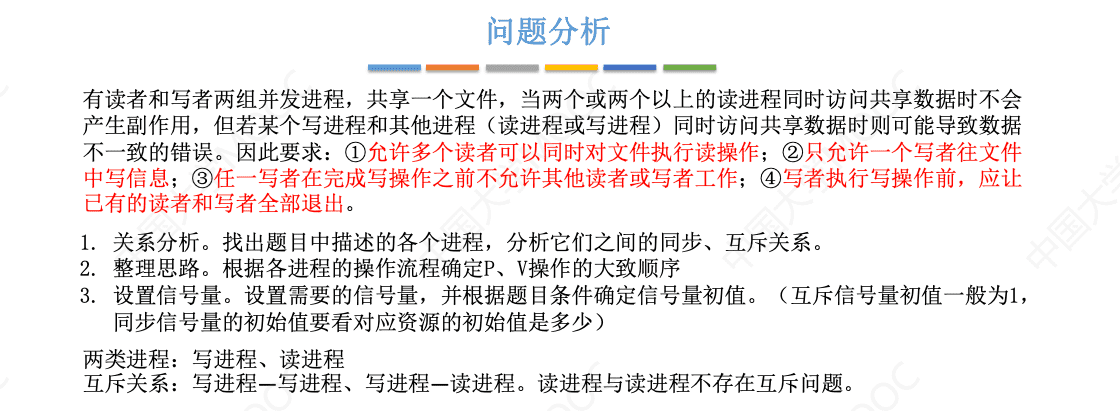 问题分析
有读者和写者两组并发进程，共享一个文件，当两个或两个以上的读进程同时访问共享数据时不会
产生副作用，但若某个写进程和其他进程（读进程或写进程）同时访问共享数据时则可能导致数据
不一致的错误。因此要求：①允许多个读者可以同时对文件执行读操作；②只允许一个写者往文件
中写信息；③任一写者在完成写操作之前不允许其他读者或写者工作；④写者执行写操作前，应让
已有的读者和写者全部退出。
1. 关系分析。找出题目中描述的各个进程，分析它们之间的同步、互斥关系。
2. 整理思路。根据各进程的操作流程确定P、V操作的大致顺序
3. 设置信号量。设置需要的信号量，并根据题目条件确定信号量初值。（互斥信号量初值一般为1，
同步信号量的初始值要看对应资源的初始值是多少）
两类进程：写进程、读进程
互斥关系：写进程—写进程、写进程—读进程。读进程与读进程不存在互斥问题。